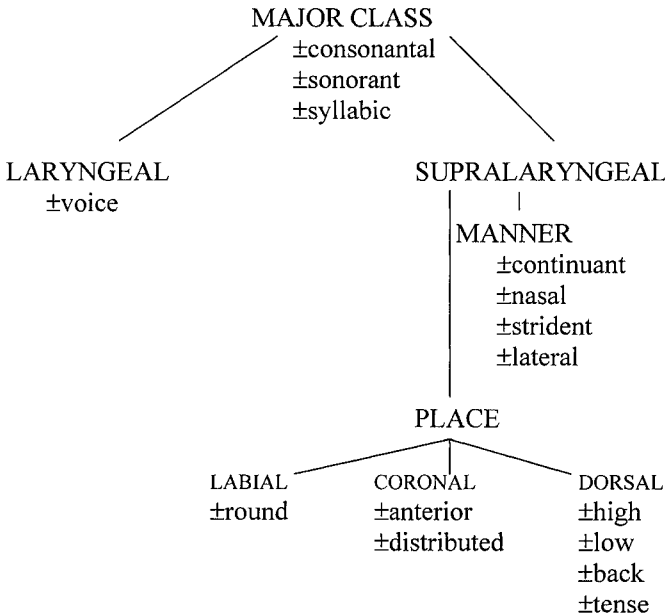 MAJOR CLASS
±consonantal
±sonorant
±syllabic
LARYNGEAL
±voice
SUPRALARYNGEAL
MANNER
±continuant
±nasal
±strident
±lateral
PLACE
LABIAL
±round
CORONAL
±anterior
±distributed
DORSAL
±high
±low
±back
±tense